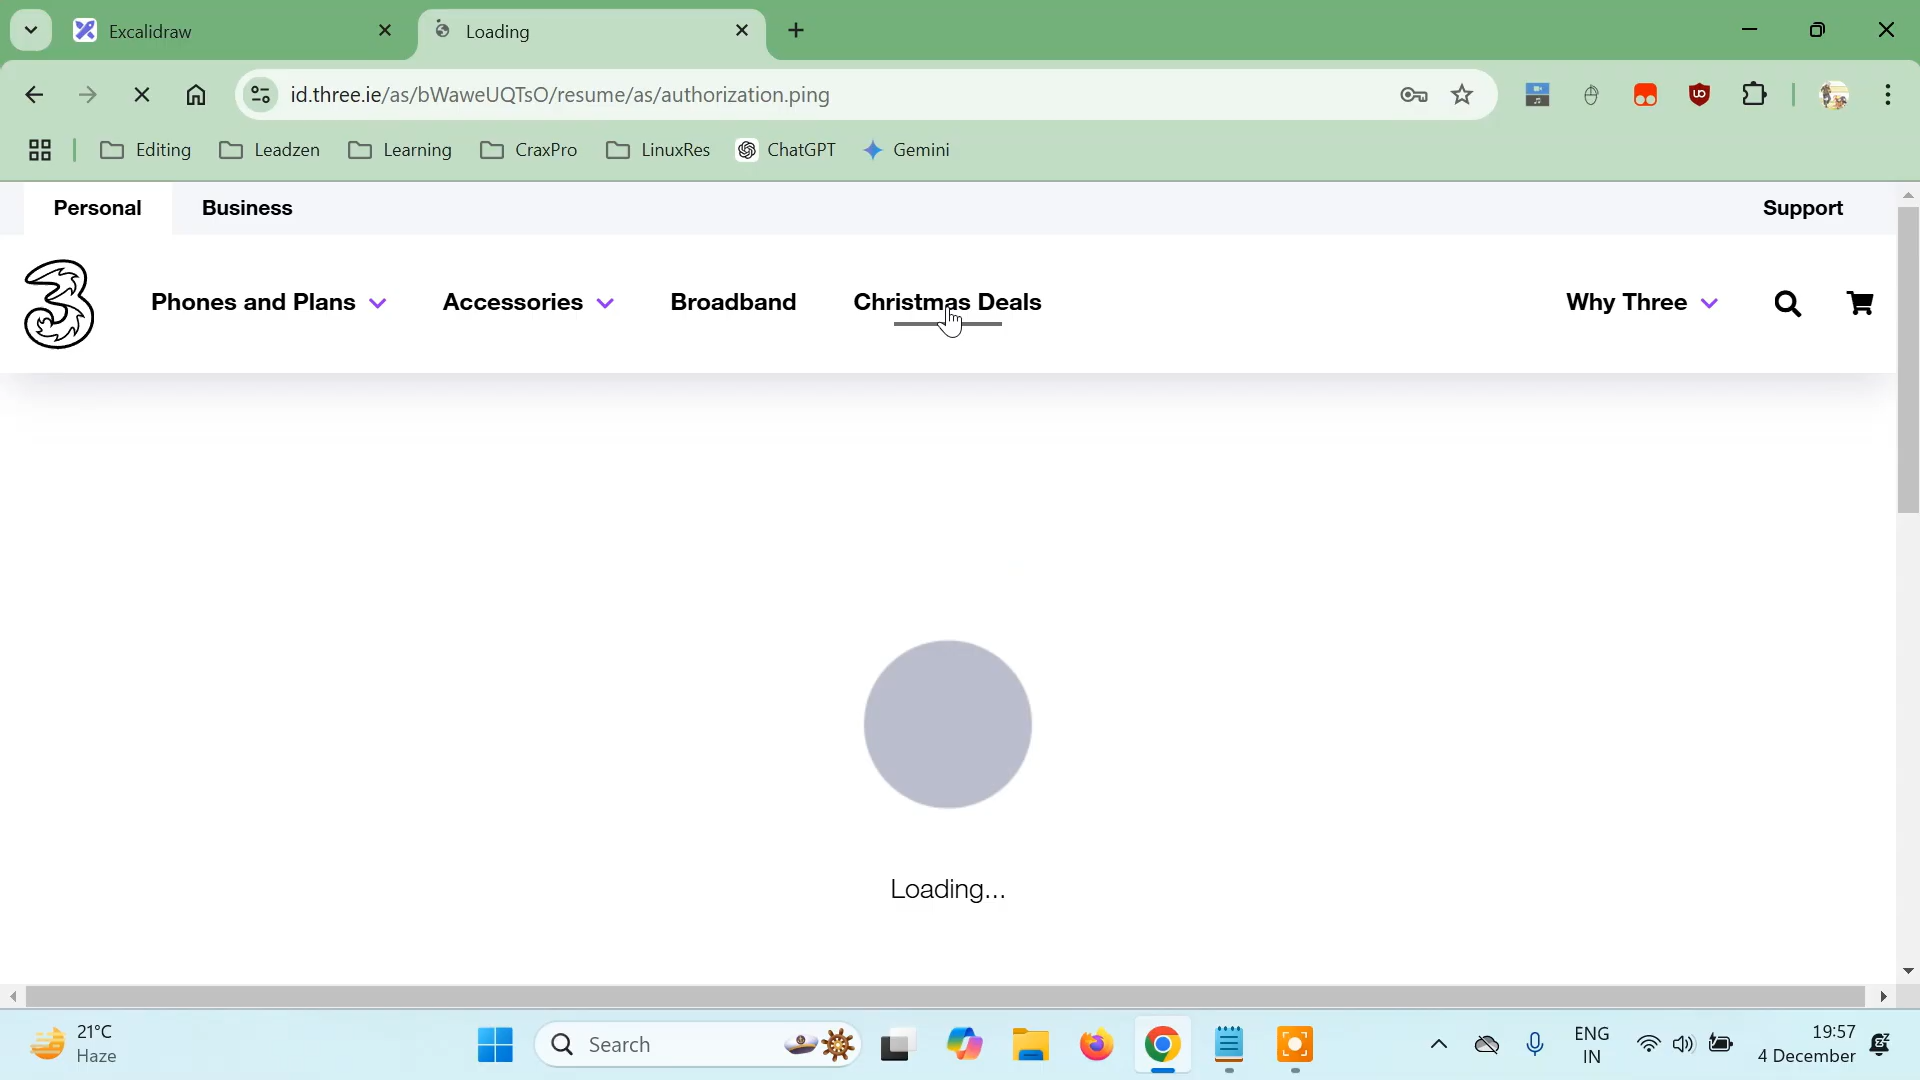 Excalidraw
Loading
id.three.ie/as/bWaweUQTsO/resume/as/authorization.ping
Editing Leadzen Learning CraxPro LinuxRes ChatGPT Gemini
Personal Business Support
3 Phones and Plans Accessories Broadband Christmas Deals Why Three
Loading...
21°C
Haze
Search
ENG
IN
19:57
4 December